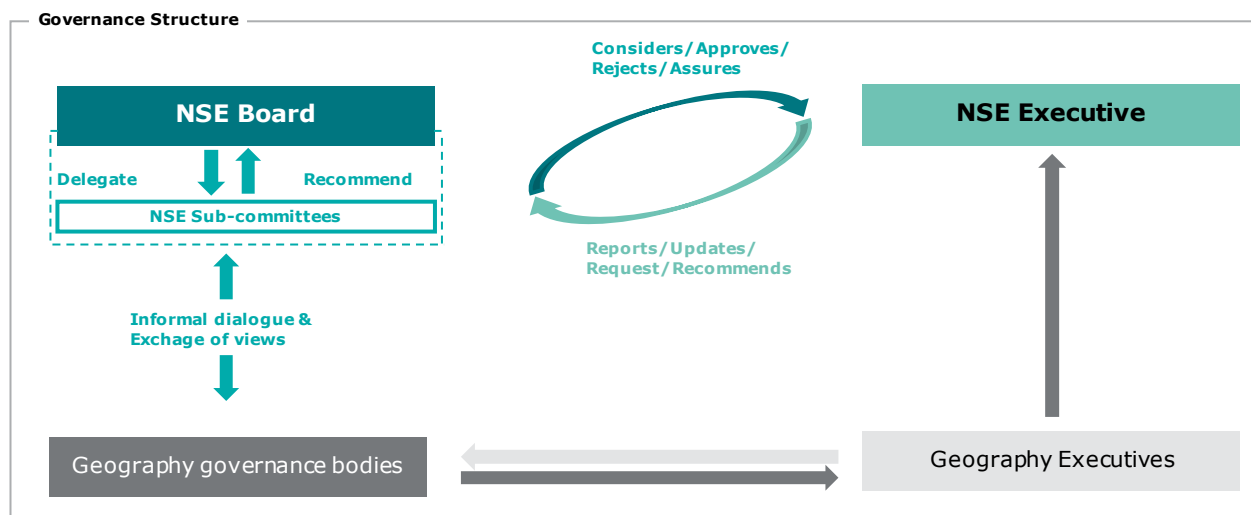 Governance Structure
Considers/Approves/
Rejects/Assures
NSE Board
NSE Executive
Delegate
Recommend
NSE Sub-committees
Reports/Updates/
Request/Recommends
Informal dialogue &
Exchage of views
Geography governance bodies
Geography Executives